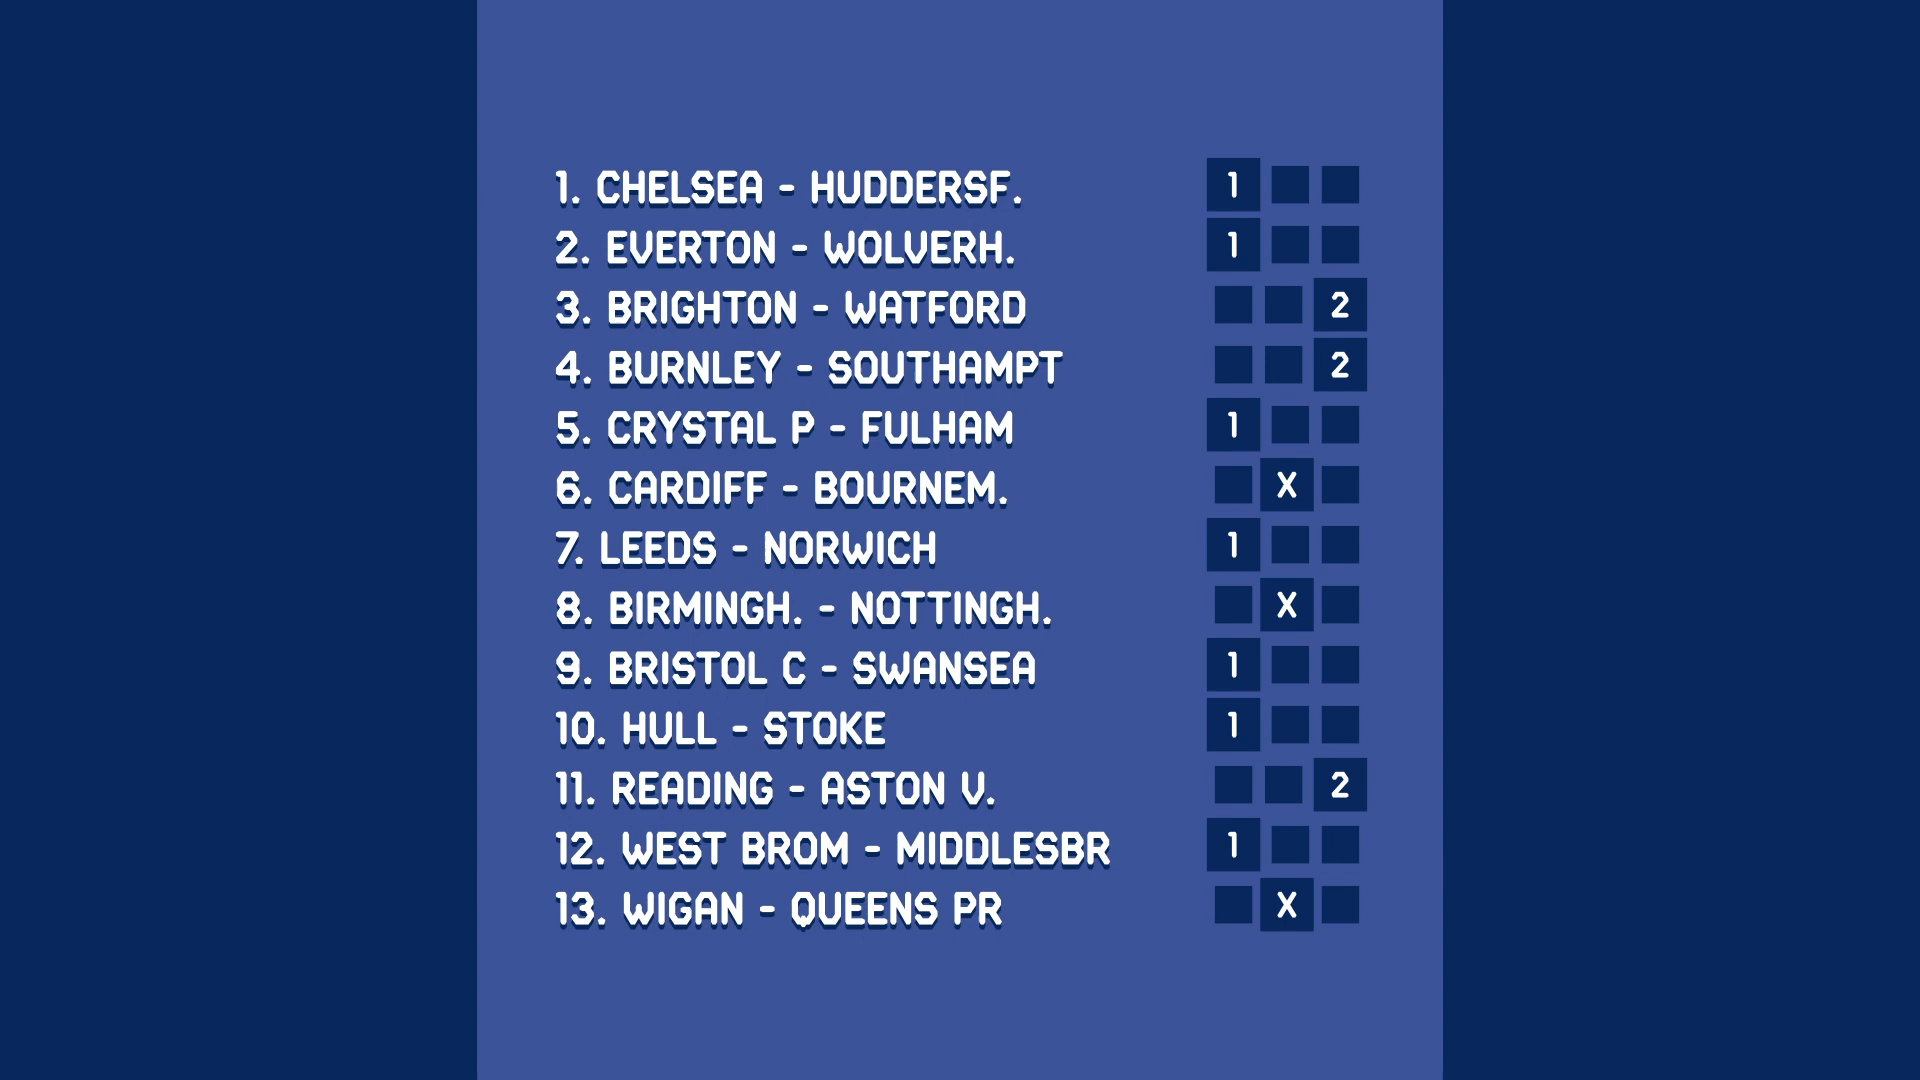 1. CHELSEA - HUDDERSF. 1
2. EVERTON - WOLVERH. 1
3. BRIGHTON - WATFORD 2
4. BURNLEY - SOUTHAMPT 2
5. CRYSTAL P - FULHAM 1
6. CARDIFF - BOURNEM. X
7. LEEDS - NORWICH 1
8. BIRMINGH. - NOTTINGH. X
9. BRISTOL C - SWANSEA 1
10. HULL - STOKE 1
11. READING - ASTON V. 2
12. WEST BROM - MIDDLESBR 1
13. WIGAN - QUEENS PR X